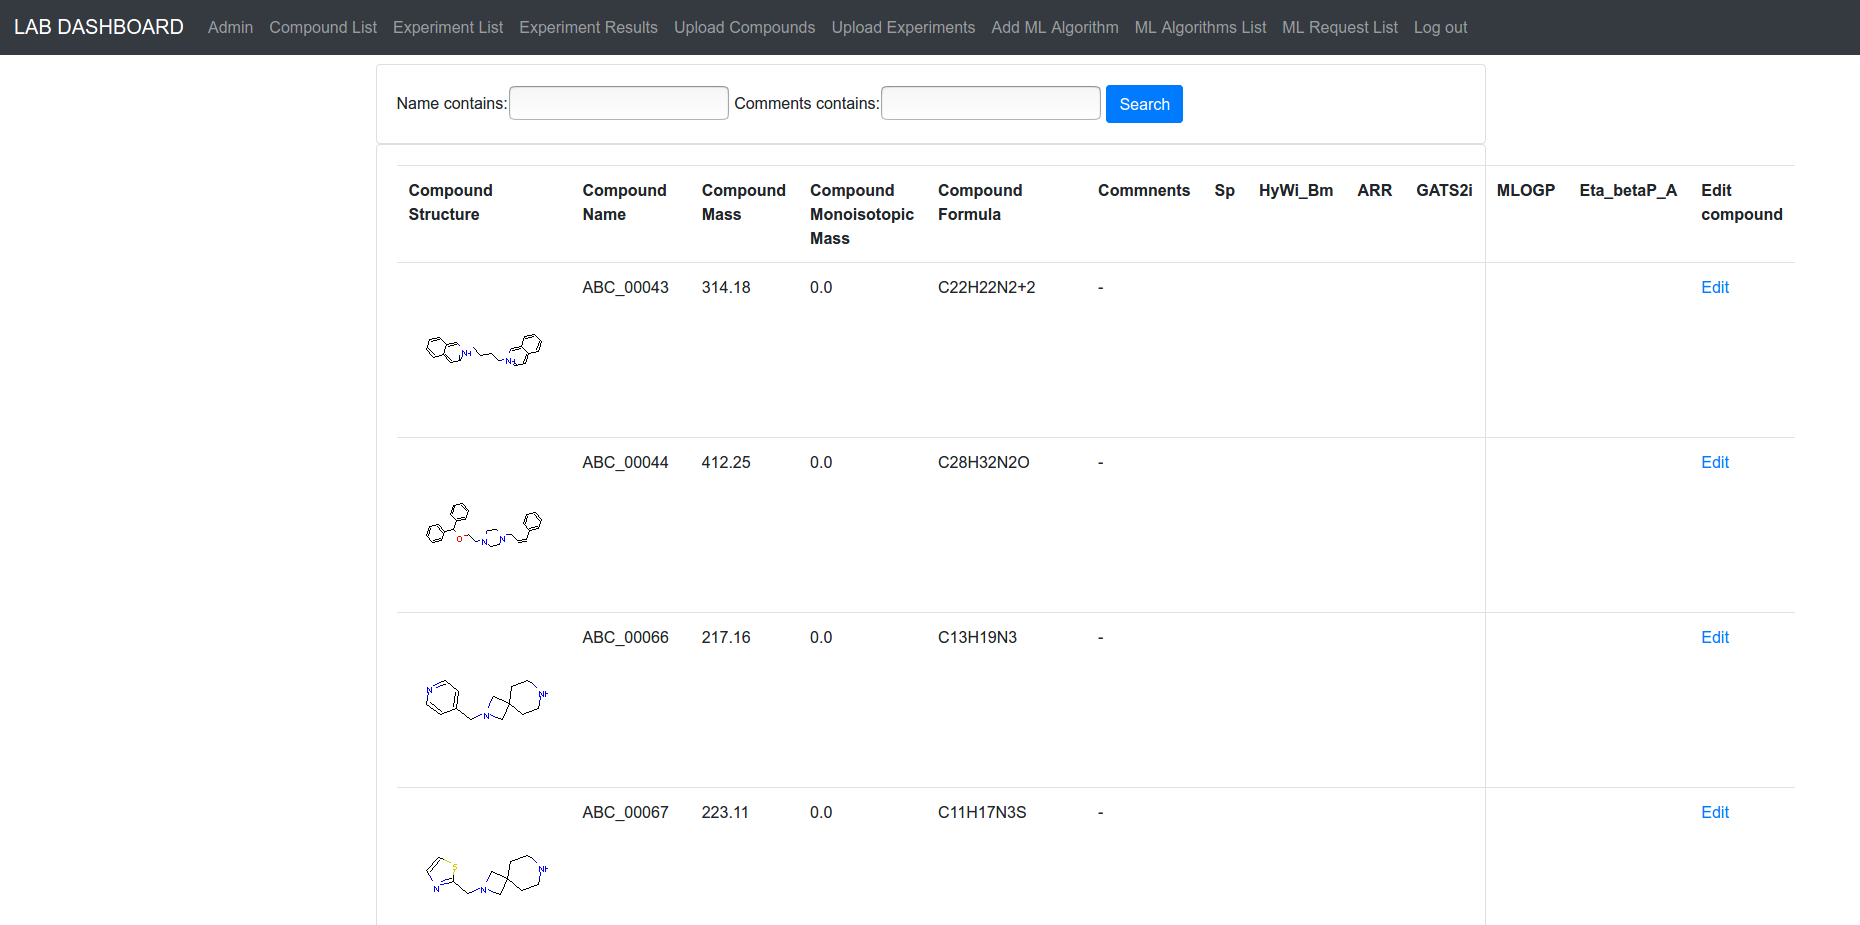 LAB DASHBOARD Admin Compound List Experiment List Experiment Results Upload Compounds Upload Experiments Add ML Algorithm ML Algorithms List ML Request List Log out
Name contains: Comments contains: Search
Compound Structure Compound Name Compound Mass Compound Monoisotopic Mass Compound Formula Commnents Sp HyWi_Bm ARR GATS2i MLOGP Eta_betaP_A Edit compound
ABC_00043 314.18 0.0 C22H22N2+2 - Edit
NH NH
ABC_00044 412.25 0.0 C28H32N2O - Edit
O N N
ABC_00066 217.16 0.0 C13H19N3 - Edit
N N NH
ABC_00067 223.11 0.0 C11H17N3S - Edit
S N N NH